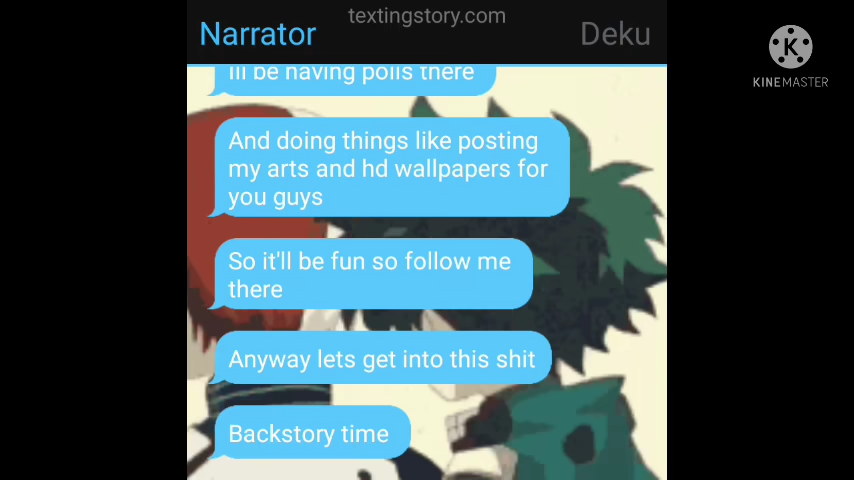 textingstory.com
Narrator
Deku
KINEMASTER
Ill be having polls there
And doing things like posting
my arts and hd wallpapers for
you guys
So it'll be fun so follow me
there
Anyway lets get into this shit
Backstory time